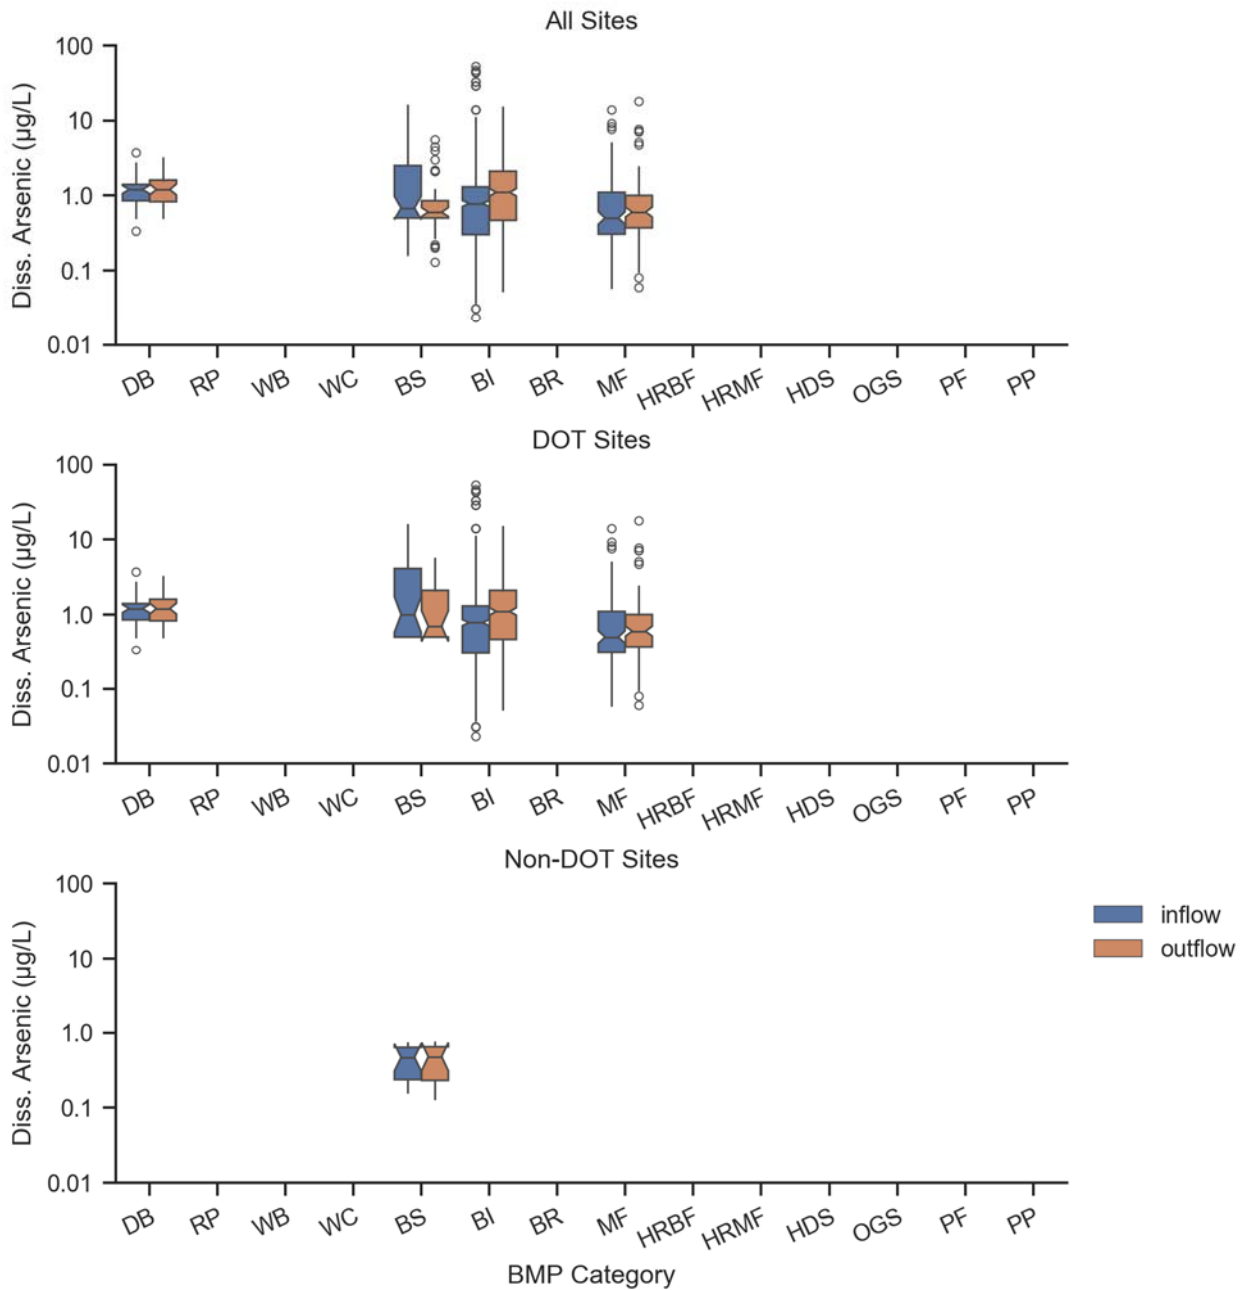 All Sites
100
10
1.0
0.1
0.01
Diss. Arsenic (µg/L)
DB RP WB WC BS BI BR MF HRBF HRMF HDS OGS PF PP
DOT Sites
100
10
1.0
0.1
0.01
Diss. Arsenic (µg/L)
DB RP WB WC BS BI BR MF HRBF HRMF HDS OGS PF PP
Non-DOT Sites
100
10
1.0
0.1
0.01
Diss. Arsenic (µg/L)
DB RP WB WC BS BI BR MF HRBF HRMF HDS OGS PF PP
BMP Category
inflow
outflow